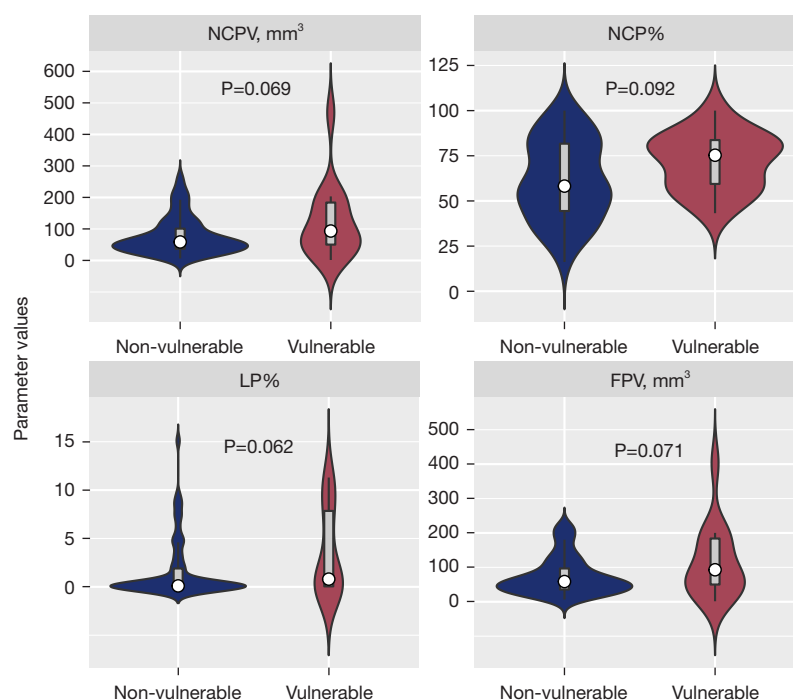 NCPV, mm³
NCP%
P=0.069
P=0.092
600
500
400
300
200
100
0
125
100
75
50
25
0
Non-vulnerable
Vulnerable
Non-vulnerable
Vulnerable
Parameter values
LP%
FPV, mm³
P=0.062
P=0.071
15
10
5
0
500
400
300
200
100
0
Non-vulnerable
Vulnerable
Non-vulnerable
Vulnerable